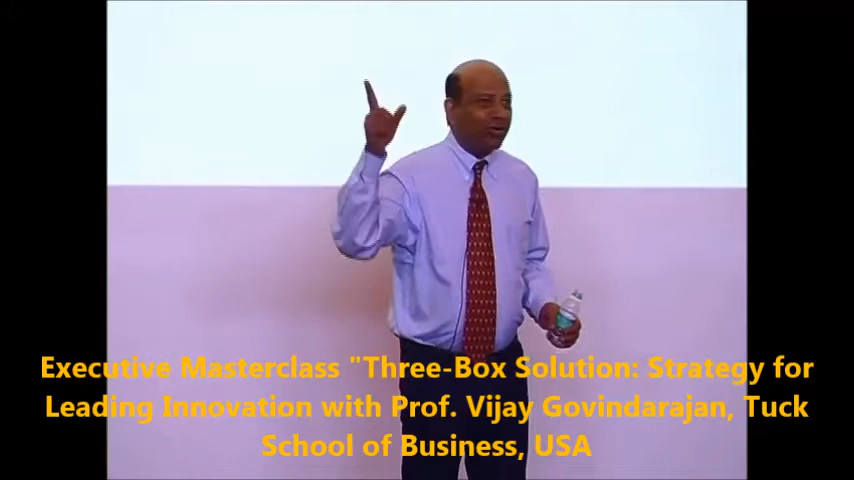 Executive Masterclass "Three-Box Solution: Strategy for
Leading Innovation with Prof. Vijay Govindarajan, Tuck
School of Business, USA